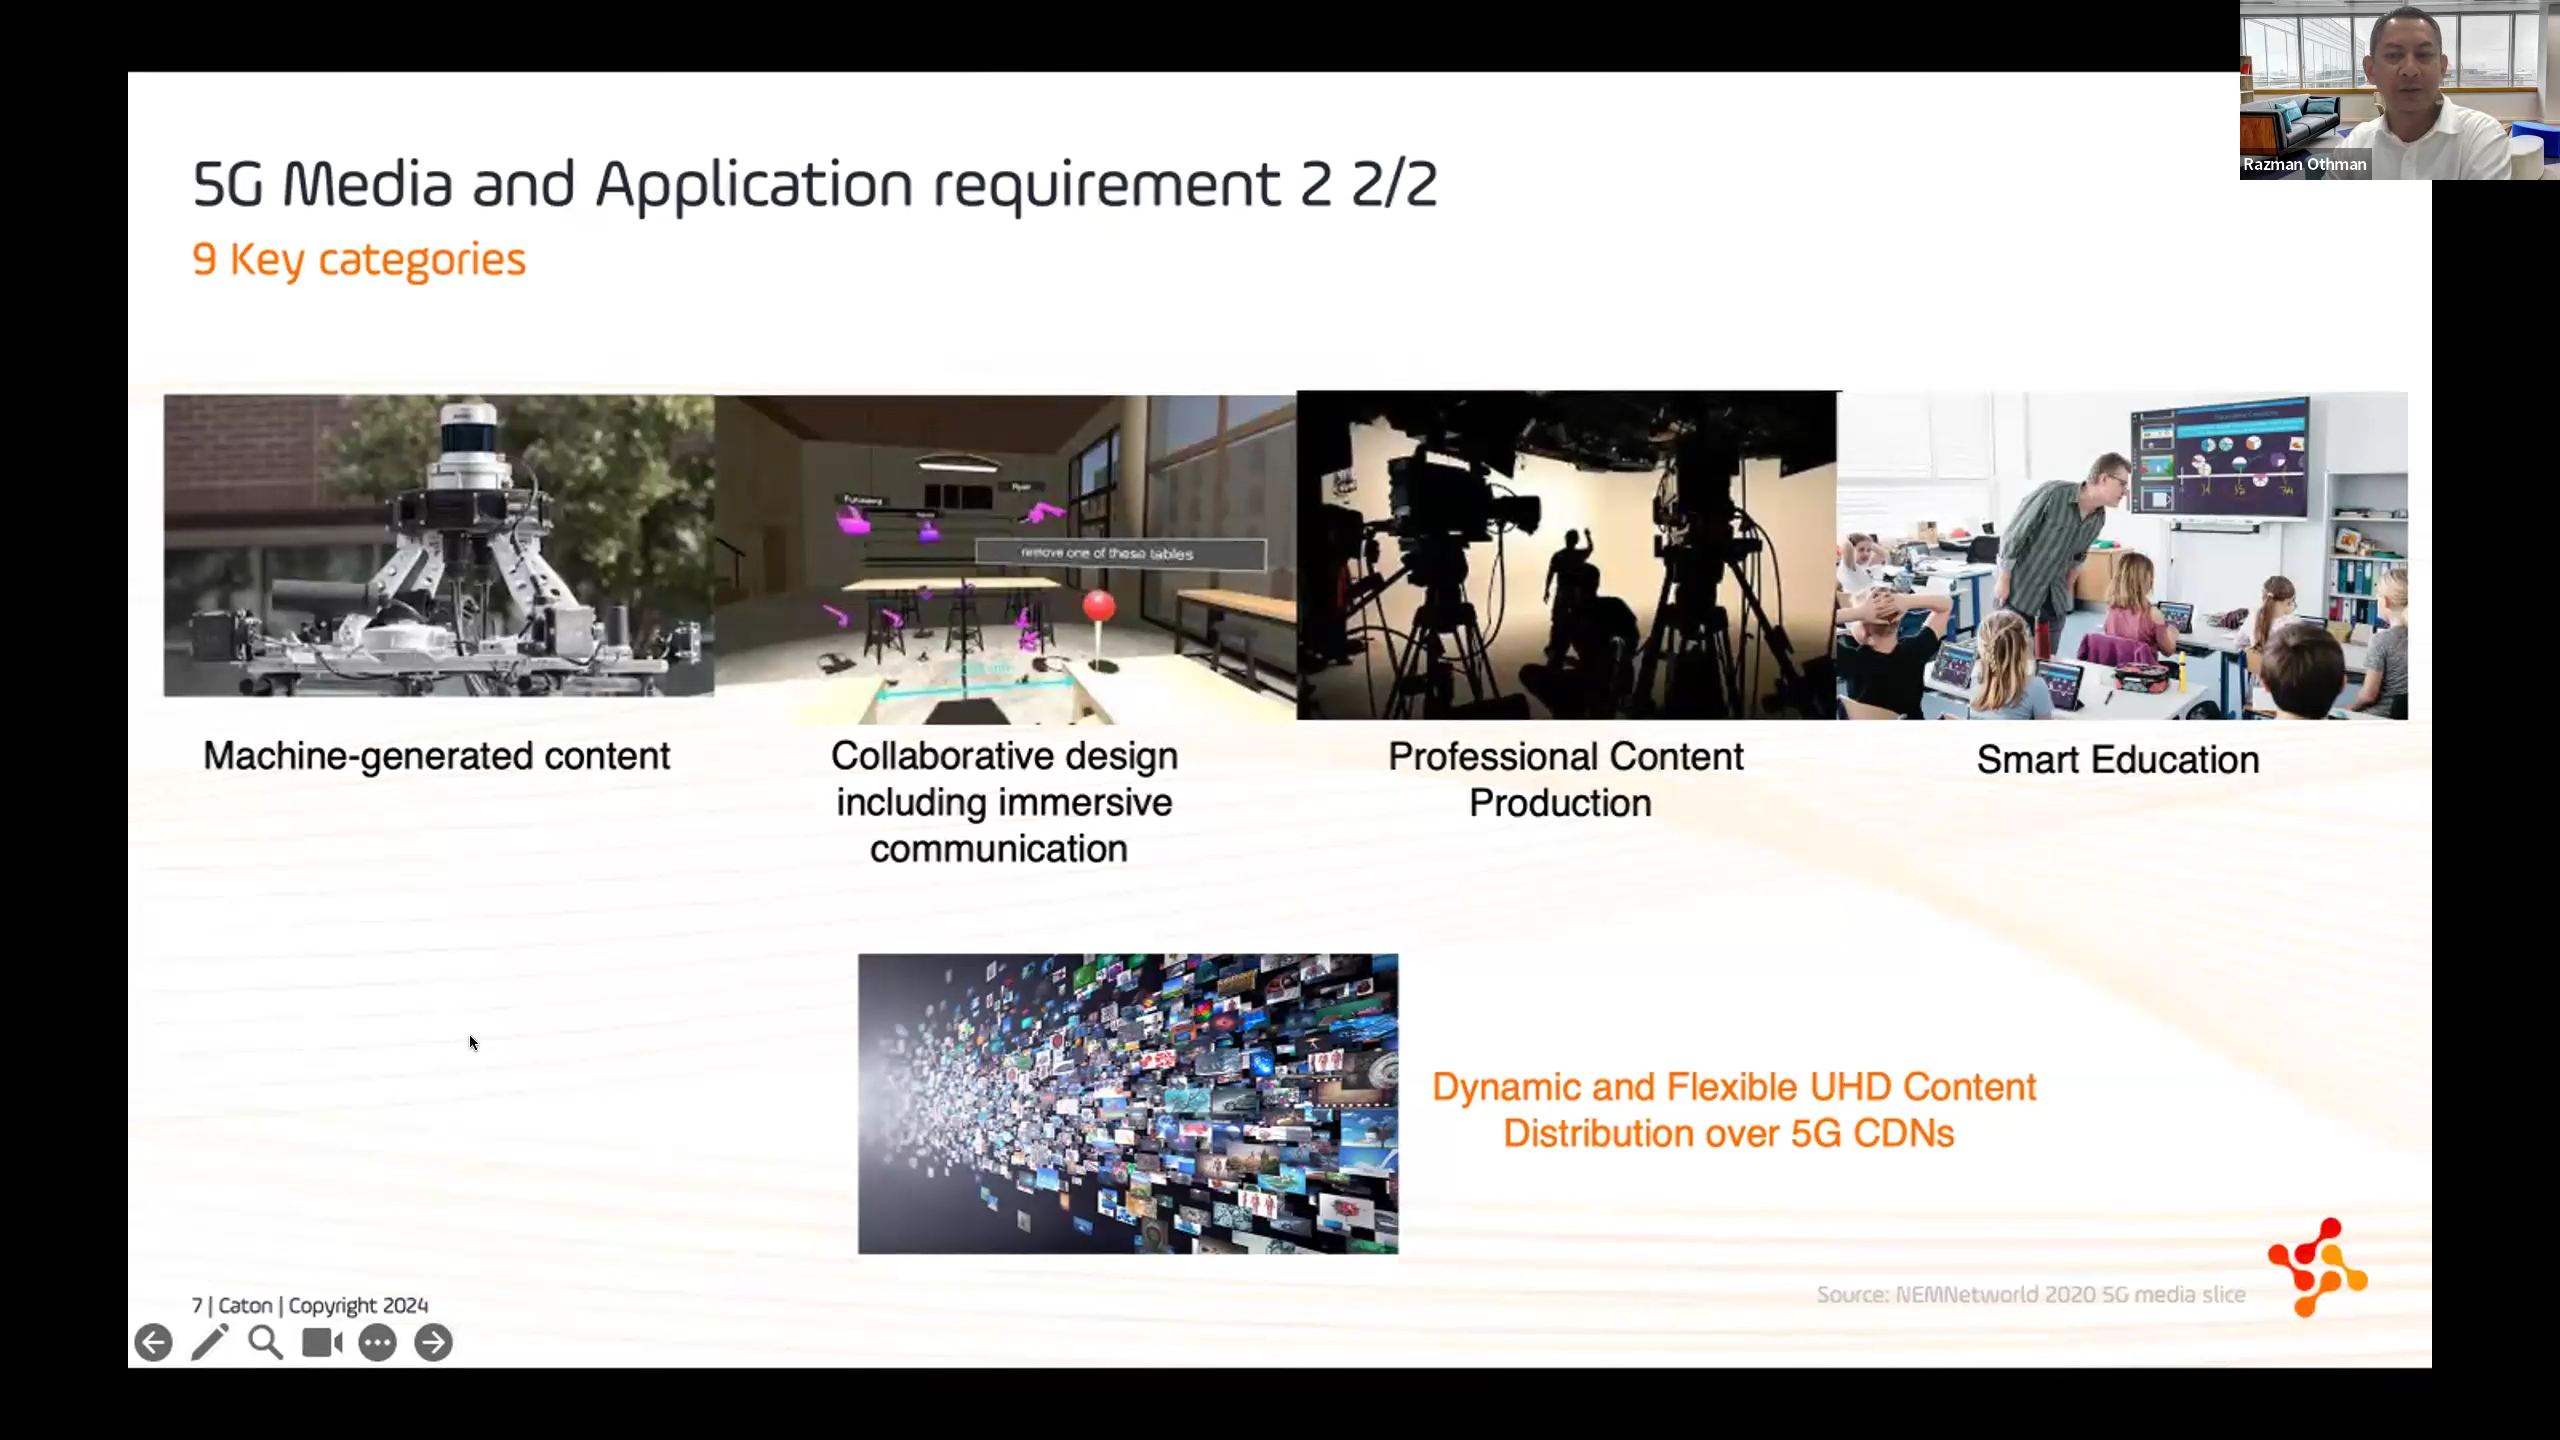 Razman Othman
5G Media and Application requirement 2 2/2
9 Key categories
remove one of these tables
Machine-generated content
Collaborative design
including immersive
communication
Professional Content
Production
Smart Education
Dynamic and Flexible UHD Content
Distribution over 5G CDNs
Source: NEMNetworld 2020 5G media slice
7 | Caton | Copyright 2024